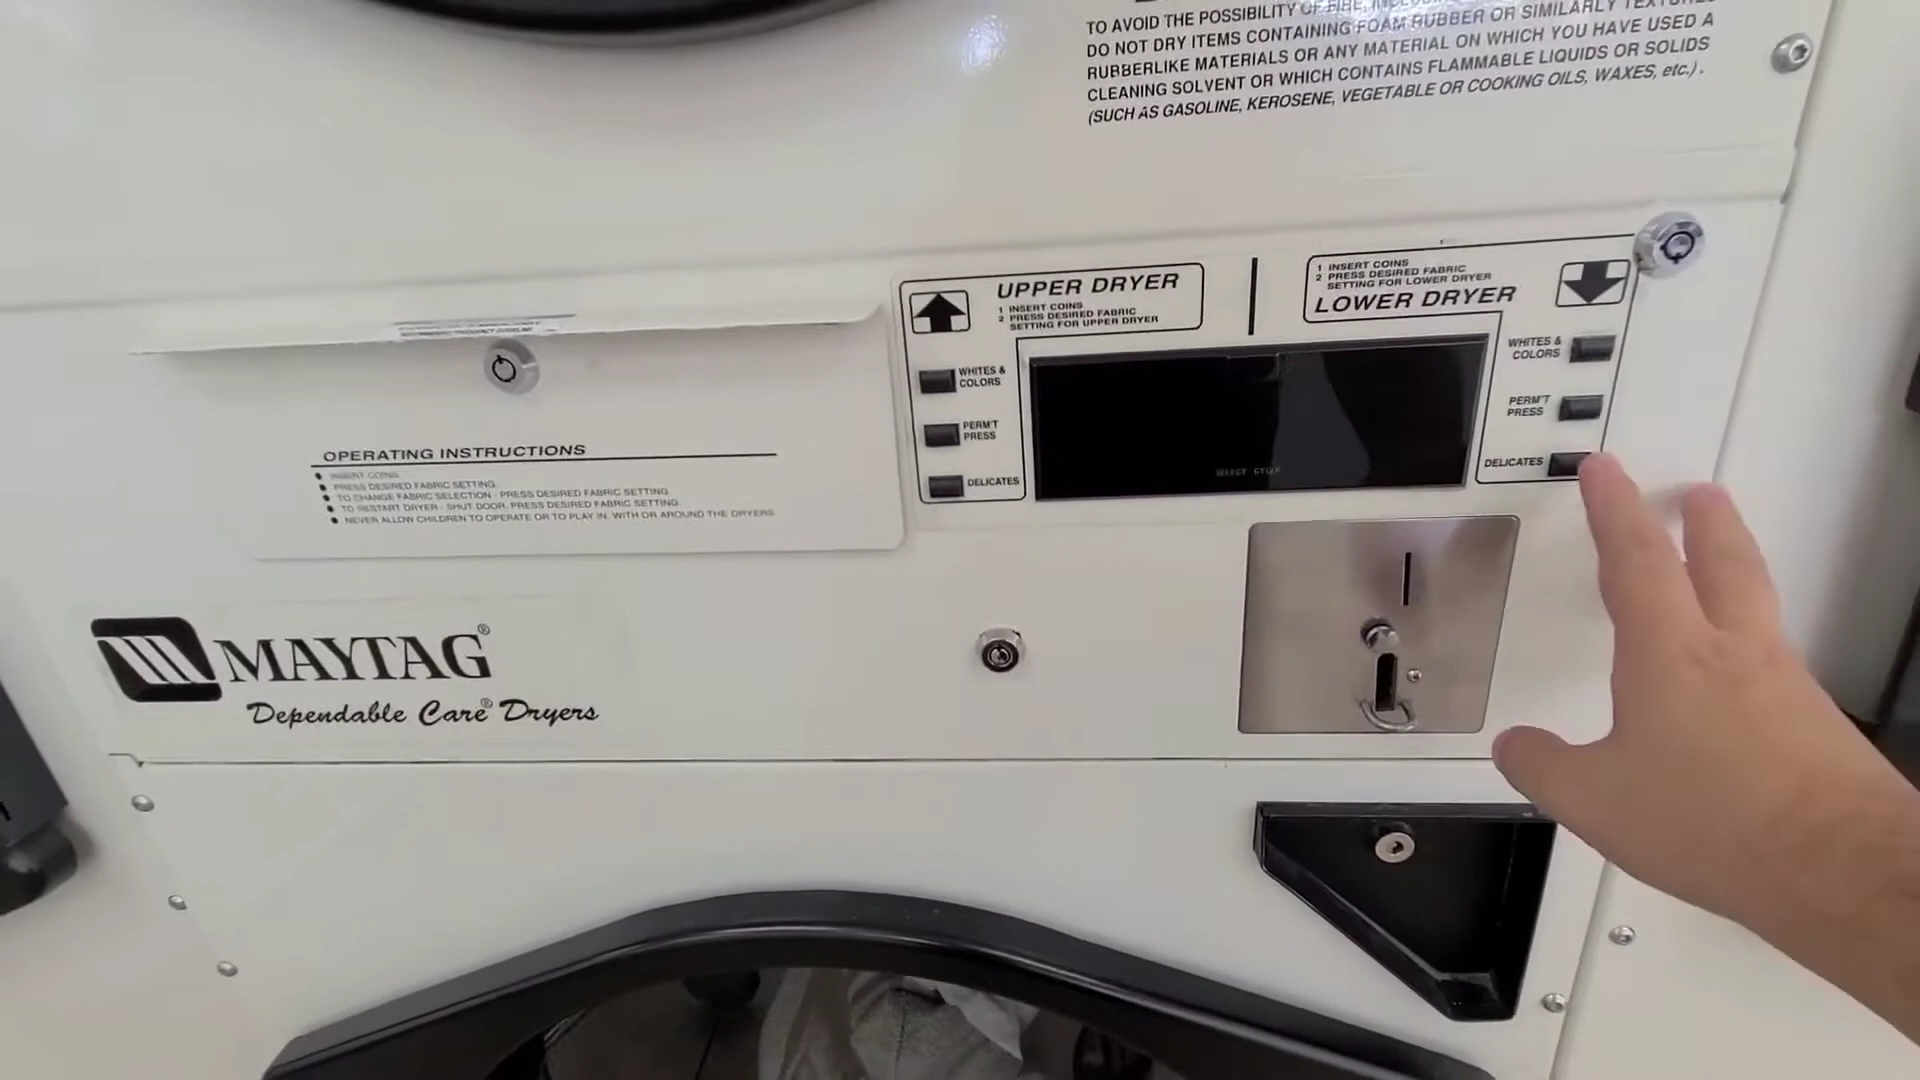 TO AVOID THE POSSIBILITY OF FIRE,
DO NOT DRY ITEMS CONTAINING FOAM RUBBER OR SIMILARLY TEXTURED
RUBBERLIKE MATERIALS OR ANY MATERIAL ON WHICH YOU HAVE USED A
CLEANING SOLVENT OR WHICH CONTAINS FLAMMABLE LIQUIDS OR SOLIDS
(SUCH AS GASOLINE, KEROSENE, VEGETABLE OR COOKING OILS, WAXES, etc.).
UPPER DRYER
1 INSERT COINS
2 PRESS DESIRED FABRIC
SETTING FOR UPPER DRYER
WHITES &
COLORS
PERM'T
PRESS
DELICATES
1 INSERT COINS
2 PRESS DESIRED FABRIC
SETTING FOR LOWER DRYER
LOWER DRYER
WHITES &
COLORS
PERM'T
PRESS
DELICATES
SELECT CYCLE
OPERATING INSTRUCTIONS
● INSERT COINS
● PRESS DESIRED FABRIC SETTING
● TO CHANGE FABRIC SELECTION - PRESS DESIRED FABRIC SETTING
● TO RESTART DRYER - SHUT DOOR, PRESS DESIRED FABRIC SETTING
● NEVER ALLOW CHILDREN TO OPERATE OR TO PLAY IN, WITH OR AROUND THE DRYERS
MAYTAG®
Dependable Care® Dryers